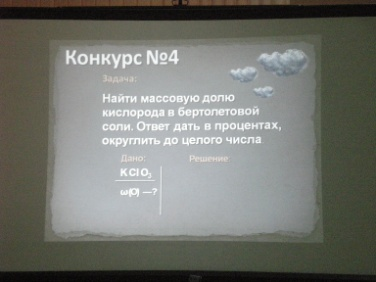 Конкурс №4
Задача:
Найти массовую долю
кислорода в бертолетовой
соли. Ответ дать в процентах,
округлить до целого числа
Дано: Решение
KClO3
ω(O) —?